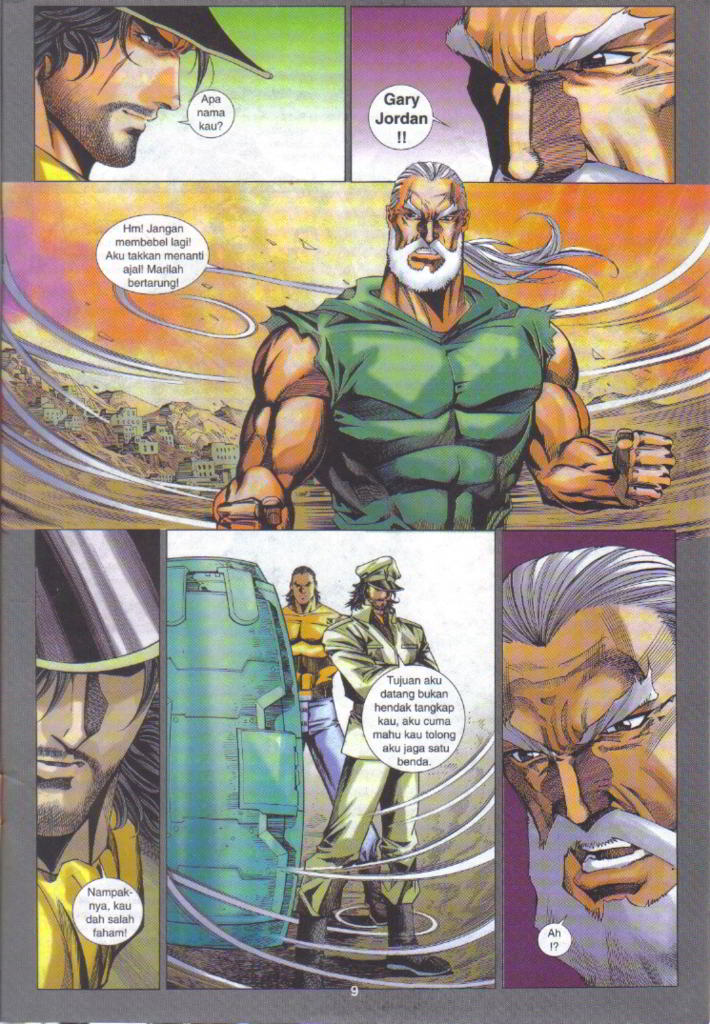 Apa
nama
kau?
Gary
Jordan
!!
Hm! Jangan
membebel lagi!
Aku takkan menanti
ajal! Marilah
bertarung!
Nampak-
nya, kau
dah salah
faham!
Tujuan aku
datang bukan
hendak tangkap
kau, aku cuma
mahu kau tolong
aku jaga satu
benda.
Ah
!?
9